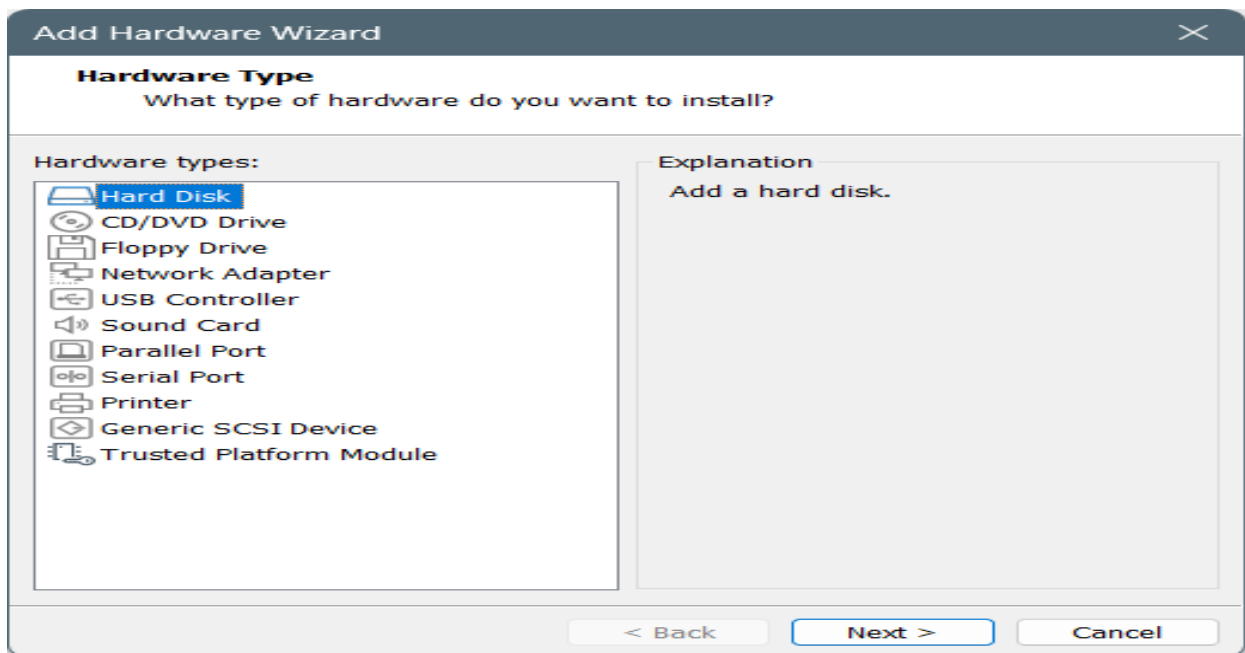 Add Hardware Wizard
Hardware Type
What type of hardware do you want to install?
Hardware types:
Hard Disk
CD/DVD Drive
Floppy Drive
Network Adapter
USB Controller
Sound Card
Parallel Port
Serial Port
Printer
Generic SCSI Device
Trusted Platform Module
Explanation
Add a hard disk.
< Back
Next >
Cancel